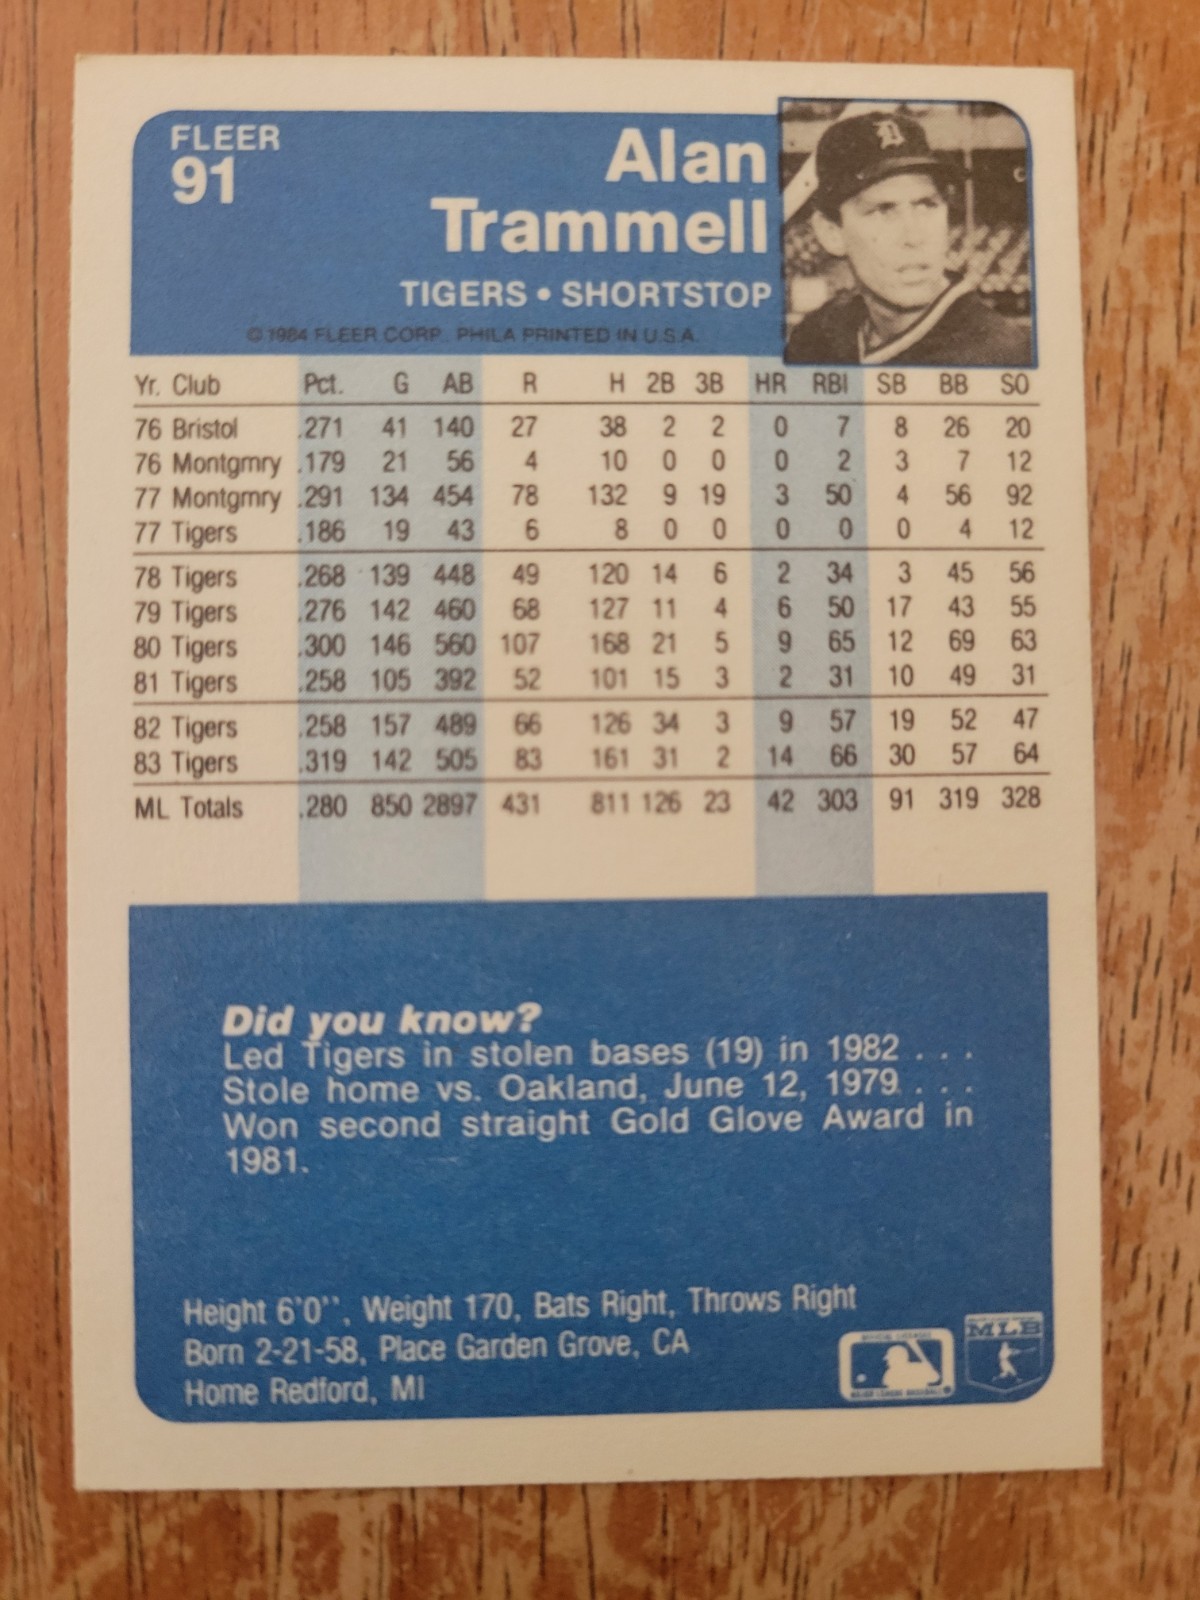 FLEER
91
Alan
Trammell
TIGERS • SHORTSTOP
© 1984 FLEER CORP. PHILA PRINTED IN U.S.A.
Yr. Club Pct. G AB R H 2B 3B HR RBI SB BB SO
76 Bristol .271 41 140 27 38 2 2 0 7 8 26 20
76 Montgmry .179 21 56 4 10 0 0 0 2 3 7 12
77 Montgmry .291 134 454 78 132 9 19 3 50 4 56 92
77 Tigers .186 19 43 6 8 0 0 0 0 0 4 12
78 Tigers .268 139 448 49 120 14 6 2 34 3 45 56
79 Tigers .276 142 460 68 127 11 4 6 50 17 43 55
80 Tigers .300 146 560 107 168 21 5 9 65 12 69 63
81 Tigers .258 105 392 52 101 15 3 2 31 10 49 31
82 Tigers .258 157 489 66 126 34 3 9 57 19 52 47
83 Tigers .319 142 505 83 161 31 2 14 66 30 57 64
ML Totals .280 850 2897 431 811 126 23 42 303 91 319 328
Did you know?
Led Tigers in stolen bases (19) in 1982 . . .
Stole home vs. Oakland, June 12, 1979 . . .
Won second straight Gold Glove Award in
1981.
Height 6'0'', Weight 170, Bats Right, Throws Right
Born 2-21-58, Place Garden Grove, CA
Home Redford, MI
MAJOR LEAGUE BASEBALL
MLB